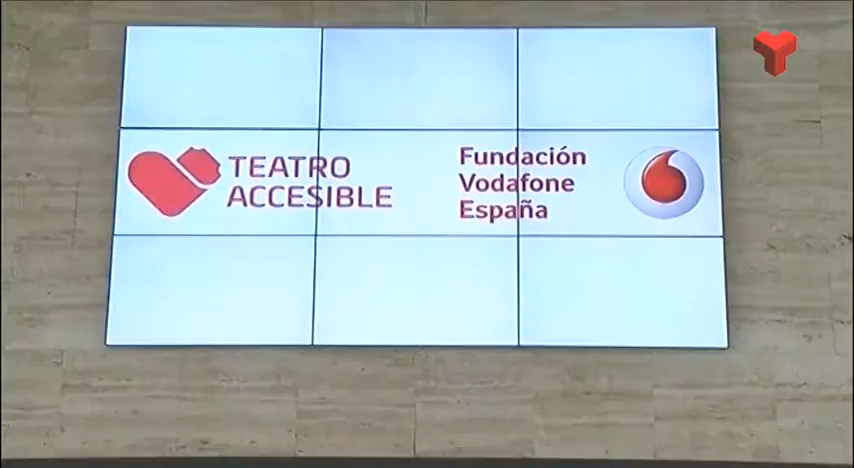 TEATRO
ACCESIBLE
Fundación
Vodafone
España